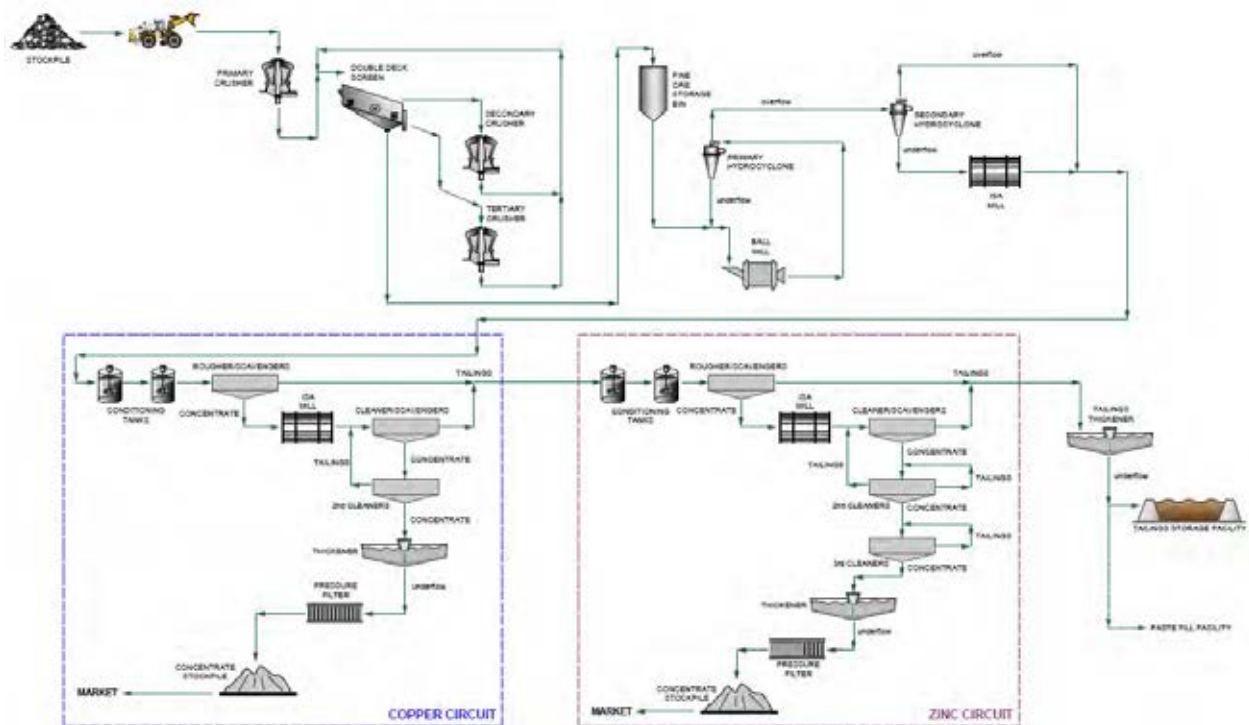 STOCKPILE
PRIMARY
CRUSHER
DOUBLE DECK
SCREEN
SECONDARY
CRUSHER
TERTIARY
CRUSHER
FINE
ORE
STORAGE
BIN
overflow
PRIMARY
HYDROCYCLONE
underflow
BALL
MILL
overflow
SECONDARY
HYDROCYCLONE
underflow
ISA
MILL
ROUGHER/SCAVENGERS
TAILINGS
CONDITIONING
TANKS
CONCENTRATE
ISA
MILL
CLEANER/SCAVENGERS
TAILINGS
CONCENTRATE
2ND CLEANERS
CONCENTRATE
THICKENER
underflow
PRESSURE
FILTER
CONCENTRATE
STOCKPILE
MARKET
COPPER CIRCUIT
ROUGHER/SCAVENGERS
TAILINGS
CONDITIONING
TANKS
CONCENTRATE
ISA
MILL
CLEANER/SCAVENGERS
CONCENTRATE
TAILINGS
TAILINGS
2ND CLEANERS
CONCENTRATE
TAILINGS
3RD CLEANERS
CONCENTRATE
THICKENER
underflow
PRESSURE
FILTER
CONCENTRATE
STOCKPILE
MARKET
ZINC CIRCUIT
TAILINGS
THICKENER
underflow
TAILINGS STORAGE FACILITY
PASTE FILL FACILITY